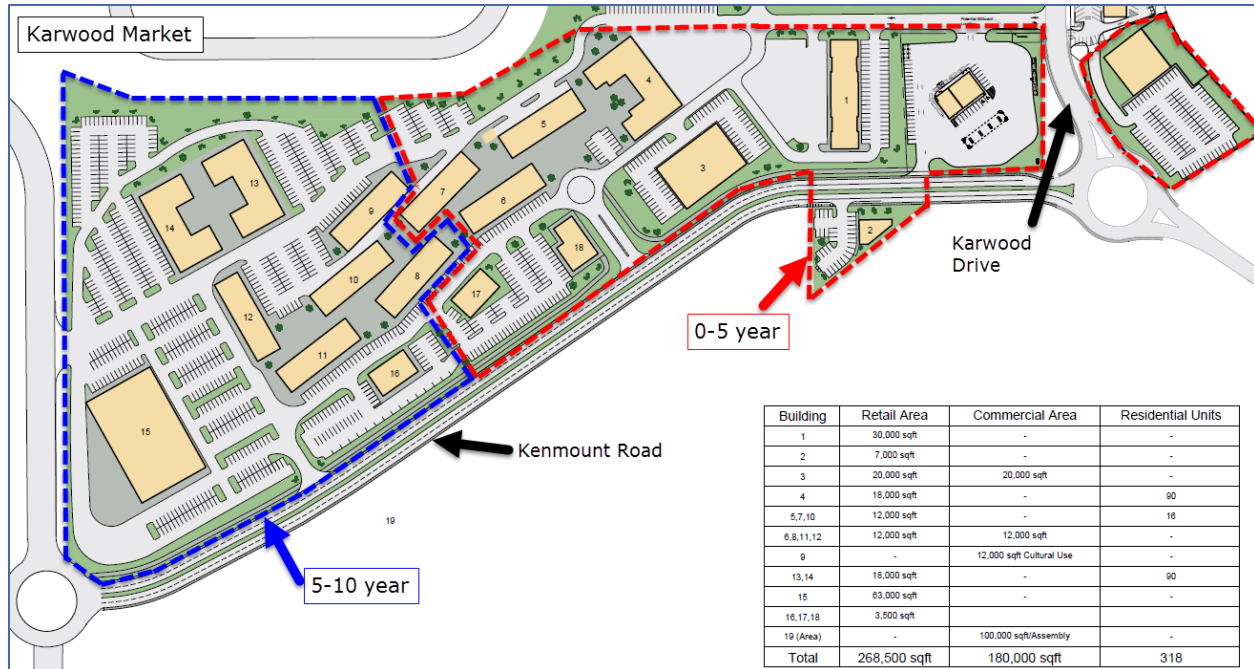 Karwood Market
Potential Billboard
4
5
1
3
13
7
9
6
14
2
18
8
10
17
Karwood
Drive
12
0-5 year
11
16
15
Kenmount Road
19
5-10 year
Building Retail Area Commercial Area Residential Units
1 30,000 sqft - -
2 7,000 sqft - -
3 20,000 sqft 20,000 sqft -
4 18,000 sqft - 90
5,7,10 12,000 sqft - 16
6,8,11,12 12,000 sqft 12,000 sqft -
9 - 12,000 sqft Cultural Use -
13,14 18,000 sqft - 90
15 63,000 sqft - -
16,17,18 3,500 sqft
19 (Area) - 100,000 sqft/Assembly -
Total 268,500 sqft 180,000 sqft 318